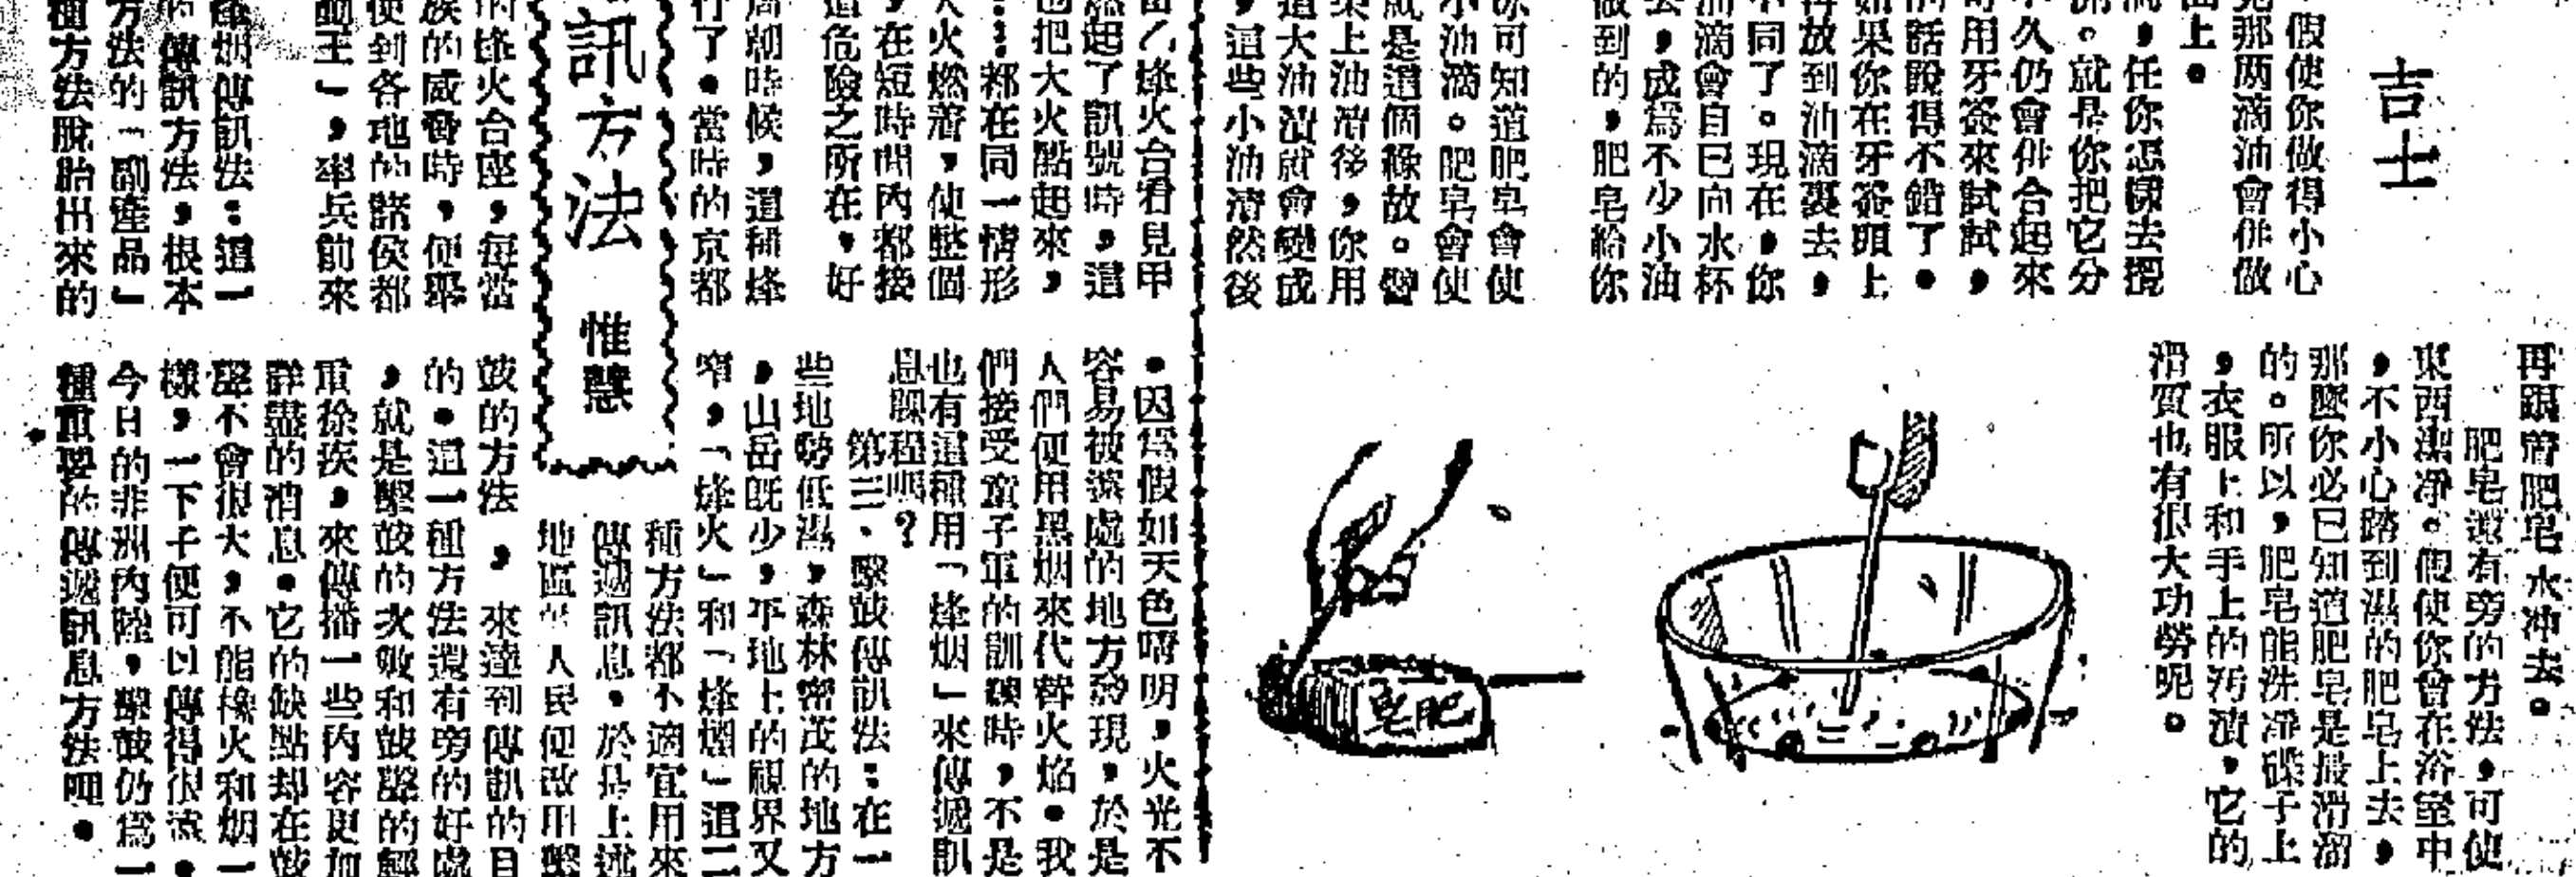 吉士
假使你做得小心
那两滴油會併做
上。
，任你怎樣去攪
。就是你把它分
久仍會併合起來
用牙簽來試試，
話說得不錯了。
如果你在牙簽頭上
再放到油滴裏去，
不同了。現在，你
油滴會自己向水杯
去，成爲不少小油
做到的，肥皂給你
你可知道肥皂會使
小油滴。肥皂會使
就是這個緣故。譬
上油漬後，你用
這大油漬就會變成
，這些小油漬然後
再跟着肥皂水冲去。
肥皂還有旁的方法，可使
東西潔凈。假使你會在浴室中
，不小心踏到濕的肥皂上去，
那麼你必已知道肥皂是最滑溜
的。所以，肥皂能洗凈碟子上
，衣服上和手上的污漬，它的
滑質也有很大功勞呢。
肥皂
訊方法
惟慧
乙烽火台看見甲
燃起了訊號時，這
也把大火點起來，
都在同一情形
大火燃着，使整個
，在短時間內都接
這危險之所在，好
周朝時候，這種烽
行了。當時的京都
的烽火台座，每當
族的威脅時，便舉
使到各地的諸侯都
王」，率兵前來
烽烟傳訊法：這一
的傳訊方法，根本
方法的「副產品」
種方法脫胎出來的
。因爲假如天色晴明，火光不
容易被遠處的地方發現，於是
人們便用黑烟來代替火焰。我
們接受童子軍的訓練時，不是
也有這種用「烽烟」來傳遞訊
息課程嗎？
第三、擊鼓傳訊法：在一
些地勢低濕，森林密茂的地方
，山岳既少，平地上的視界又
窄，「烽火」和「烽烟」這二
種方法都不適宜用來
傳遞訊息。於是上述
地區的人民便改用擊
鼓的方法，來達到傳訊的目
的。這一種方法還有旁的好處
，就是擊鼓的次數和鼓聲的輕
重徐疾，來傳播一些內容更加
詳盡的消息。它的缺點却在鼓
聲不會很大，不能像火和烟一
樣，一下子便可以傳得很遠。
今日的非洲內陸，擊鼓仍爲一
種重要的傳遞訊息方法哩。